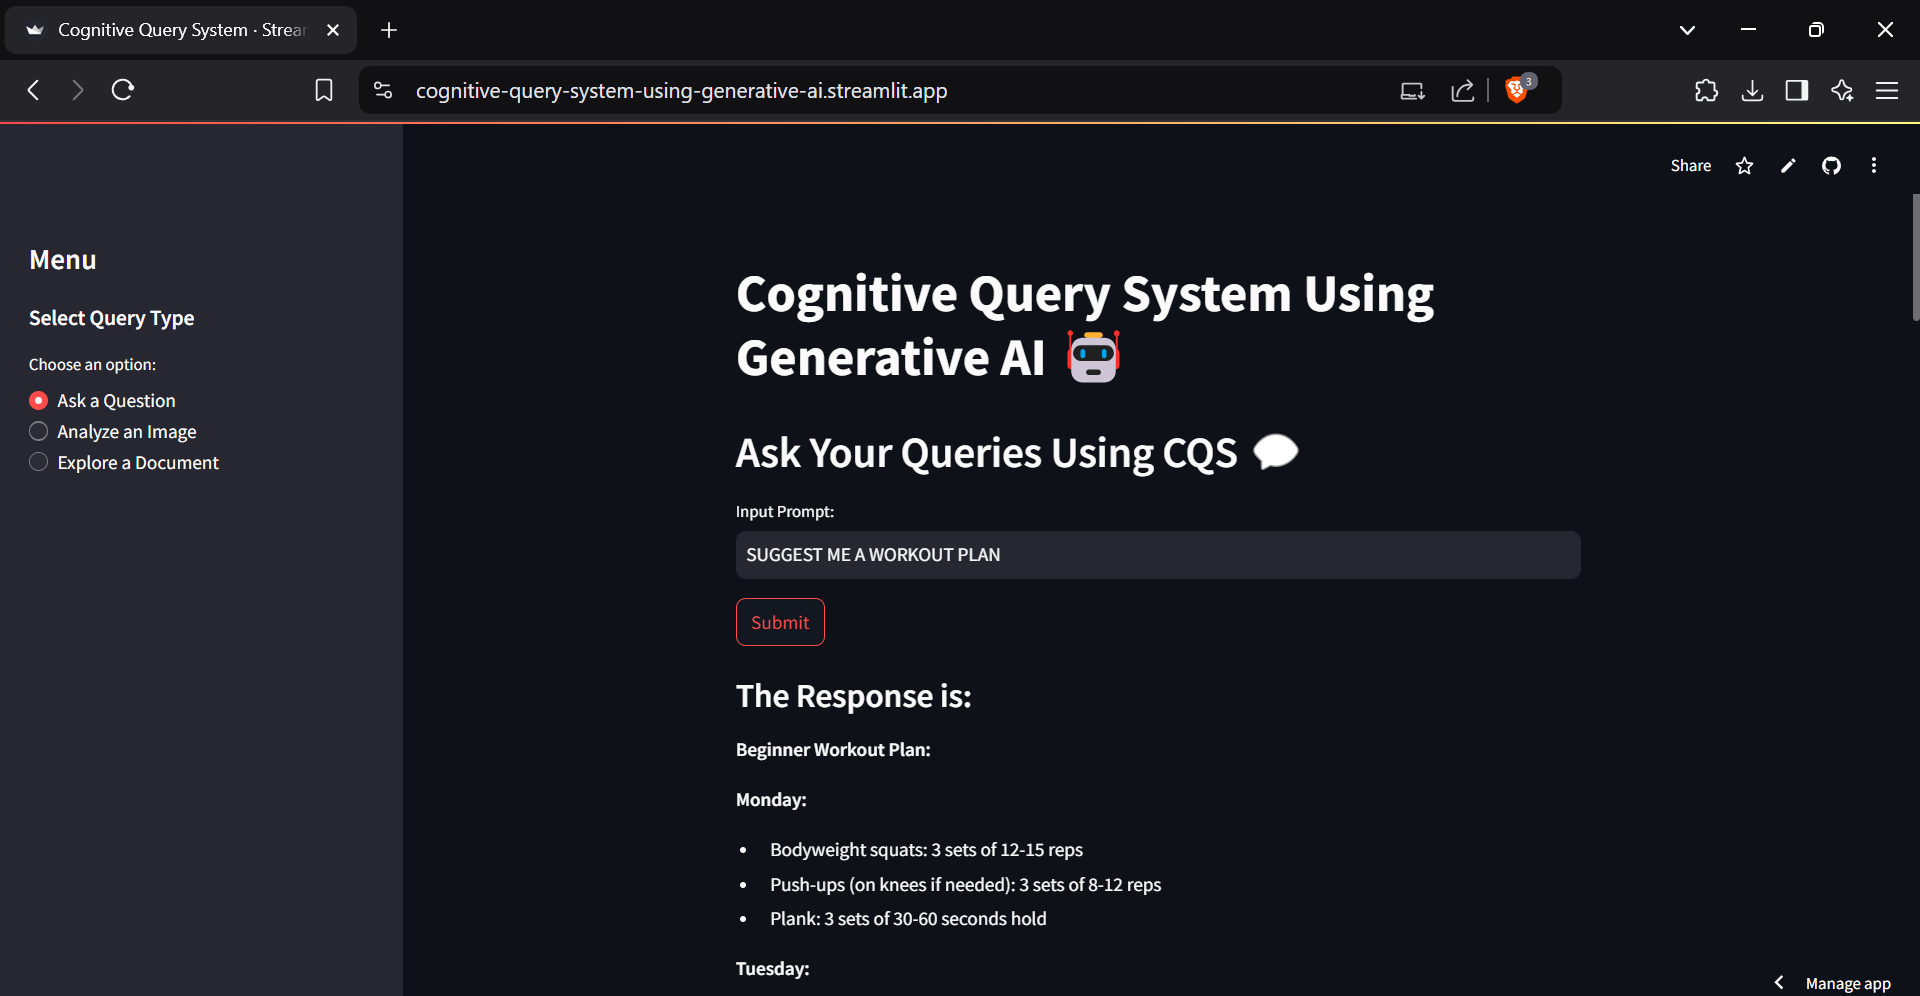 Cognitive Query System · Strea
cognitive-query-system-using-generative-ai.streamlit.app
3
Share
Menu
Select Query Type
Choose an option:
Ask a Question
Analyze an Image
Explore a Document
Cognitive Query System Using
Generative AI
Ask Your Queries Using CQS
Input Prompt:
SUGGEST ME A WORKOUT PLAN
Submit
The Response is:
Beginner Workout Plan:
Monday:
• Bodyweight squats: 3 sets of 12-15 reps
• Push-ups (on knees if needed): 3 sets of 8-12 reps
• Plank: 3 sets of 30-60 seconds hold
Tuesday:
Manage app